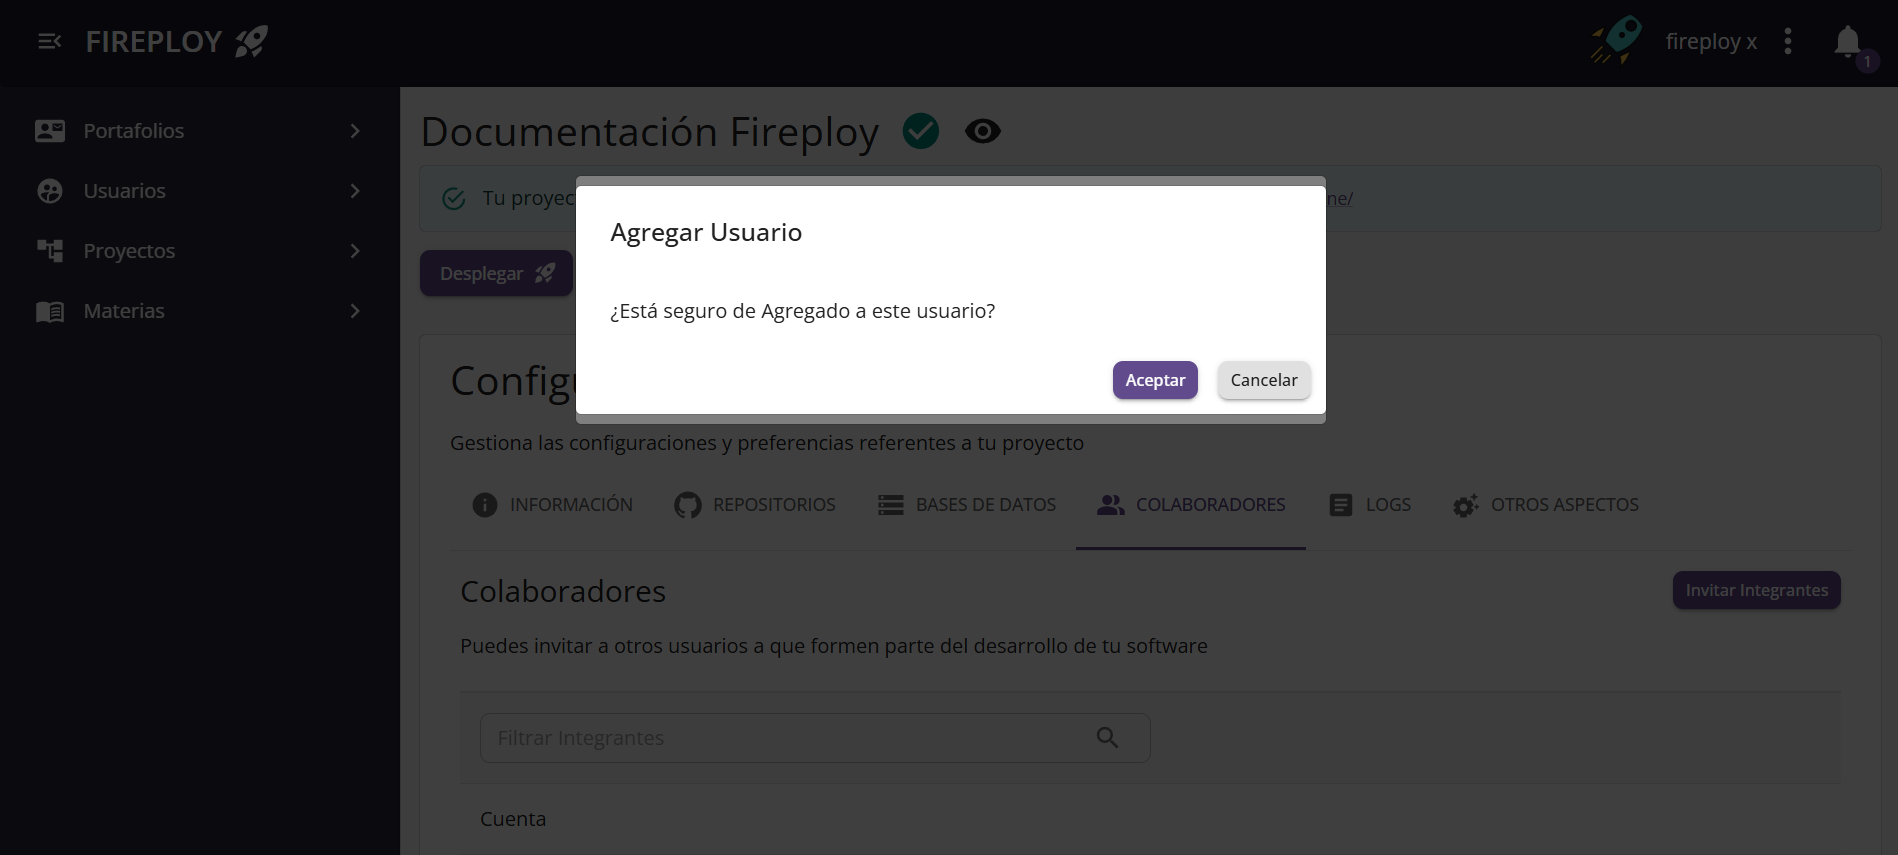 FIREPLOY
fireploy x
1
Portafolios
Usuarios
Proyectos
Materias
Documentación Fireploy
Tu proyec
ne/
Agregar Usuario
¿Está seguro de Agregado a este usuario?
Aceptar
Cancelar
Desplegar
Config
Gestiona las configuraciones y preferencias referentes a tu proyecto
INFORMACIÓN REPOSITORIOS BASES DE DATOS COLABORADORES LOGS OTROS ASPECTOS
Colaboradores
Invitar Integrantes
Puedes invitar a otros usuarios a que formen parte del desarrollo de tu software
Filtrar Integrantes
Cuenta